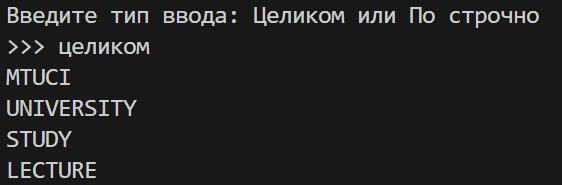 Введите тип ввода: Целиком или По строчно
>>> целиком
MTUCI
UNIVERSITY
STUDY
LECTURE